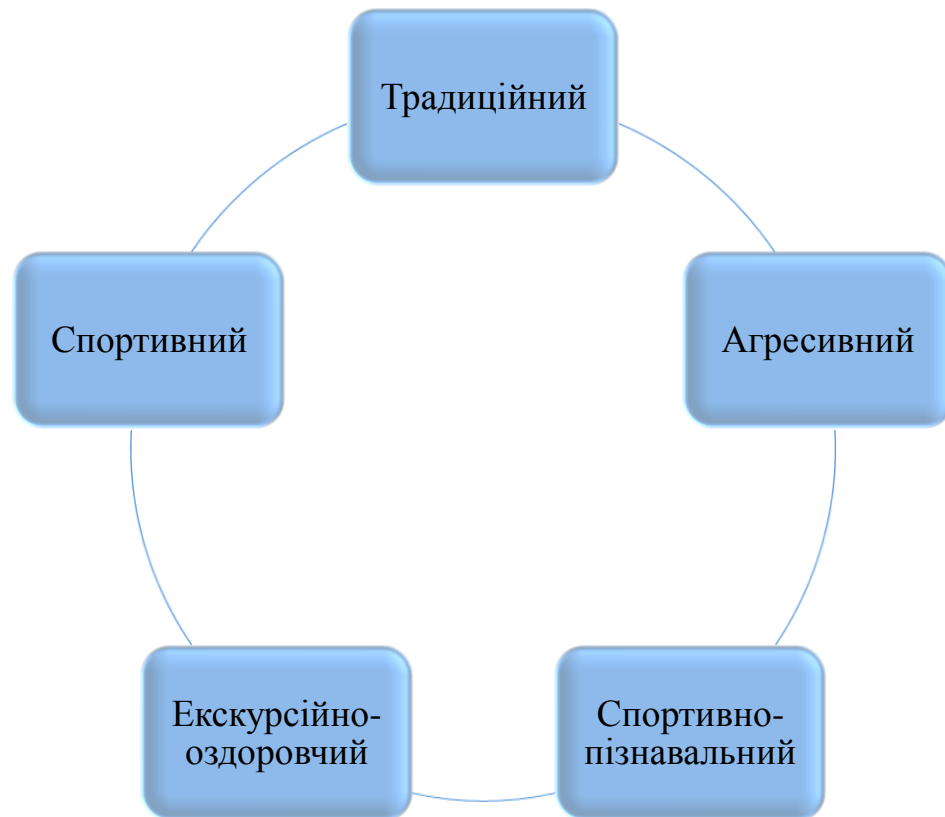 Традиційний
Спортивний
Агресивний
Екскурсійно-
оздоровчий
Спортивно-
пізнавальний